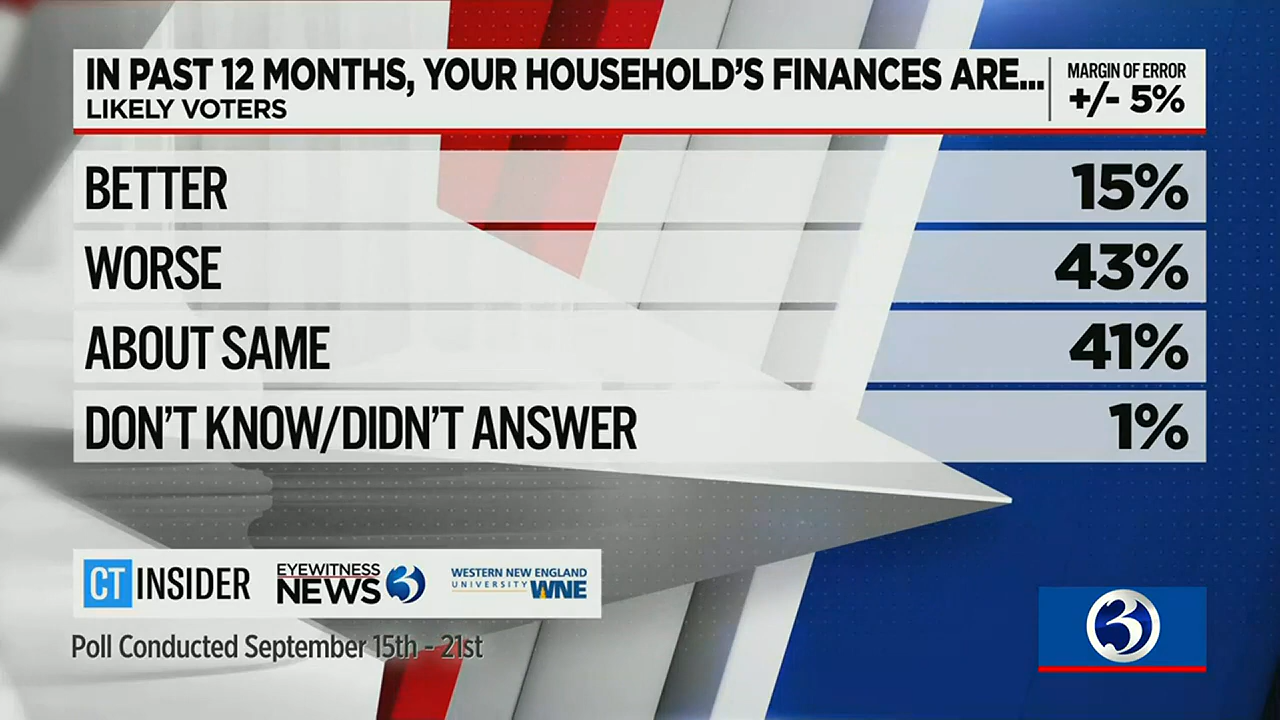 IN PAST 12 MONTHS, YOUR HOUSEHOLD'S FINANCES ARE...
LIKELY VOTERS
MARGIN OF ERROR
+/- 5%
BETTER 15%
WORSE 43%
ABOUT SAME 41%
DON'T KNOW/DIDN'T ANSWER 1%
CT INSIDER
EYEWITNESS
NEWS 3
WESTERN NEW ENGLAND
UNIVERSITY WNE
Poll Conducted September 15th - 21st
3